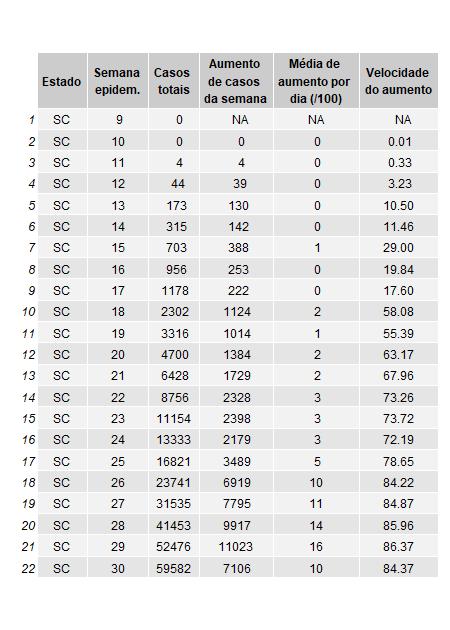 Estado Semana epidem. Casos totais Aumento de casos da semana Média de aumento por dia (/100) Velocidade do aumento
1 SC 9 0 NA NA NA
2 SC 10 0 0 0 0.01
3 SC 11 4 4 0 0.33
4 SC 12 44 39 0 3.23
5 SC 13 173 130 0 10.50
6 SC 14 315 142 0 11.46
7 SC 15 703 388 1 29.00
8 SC 16 956 253 0 19.84
9 SC 17 1178 222 0 17.60
10 SC 18 2302 1124 2 58.08
11 SC 19 3316 1014 1 55.39
12 SC 20 4700 1384 2 63.17
13 SC 21 6428 1729 2 67.96
14 SC 22 8756 2328 3 73.26
15 SC 23 11154 2398 3 73.72
16 SC 24 13333 2179 3 72.19
17 SC 25 16821 3489 5 78.65
18 SC 26 23741 6919 10 84.22
19 SC 27 31535 7795 11 84.87
20 SC 28 41453 9917 14 85.96
21 SC 29 52476 11023 16 86.37
22 SC 30 59582 7106 10 84.37